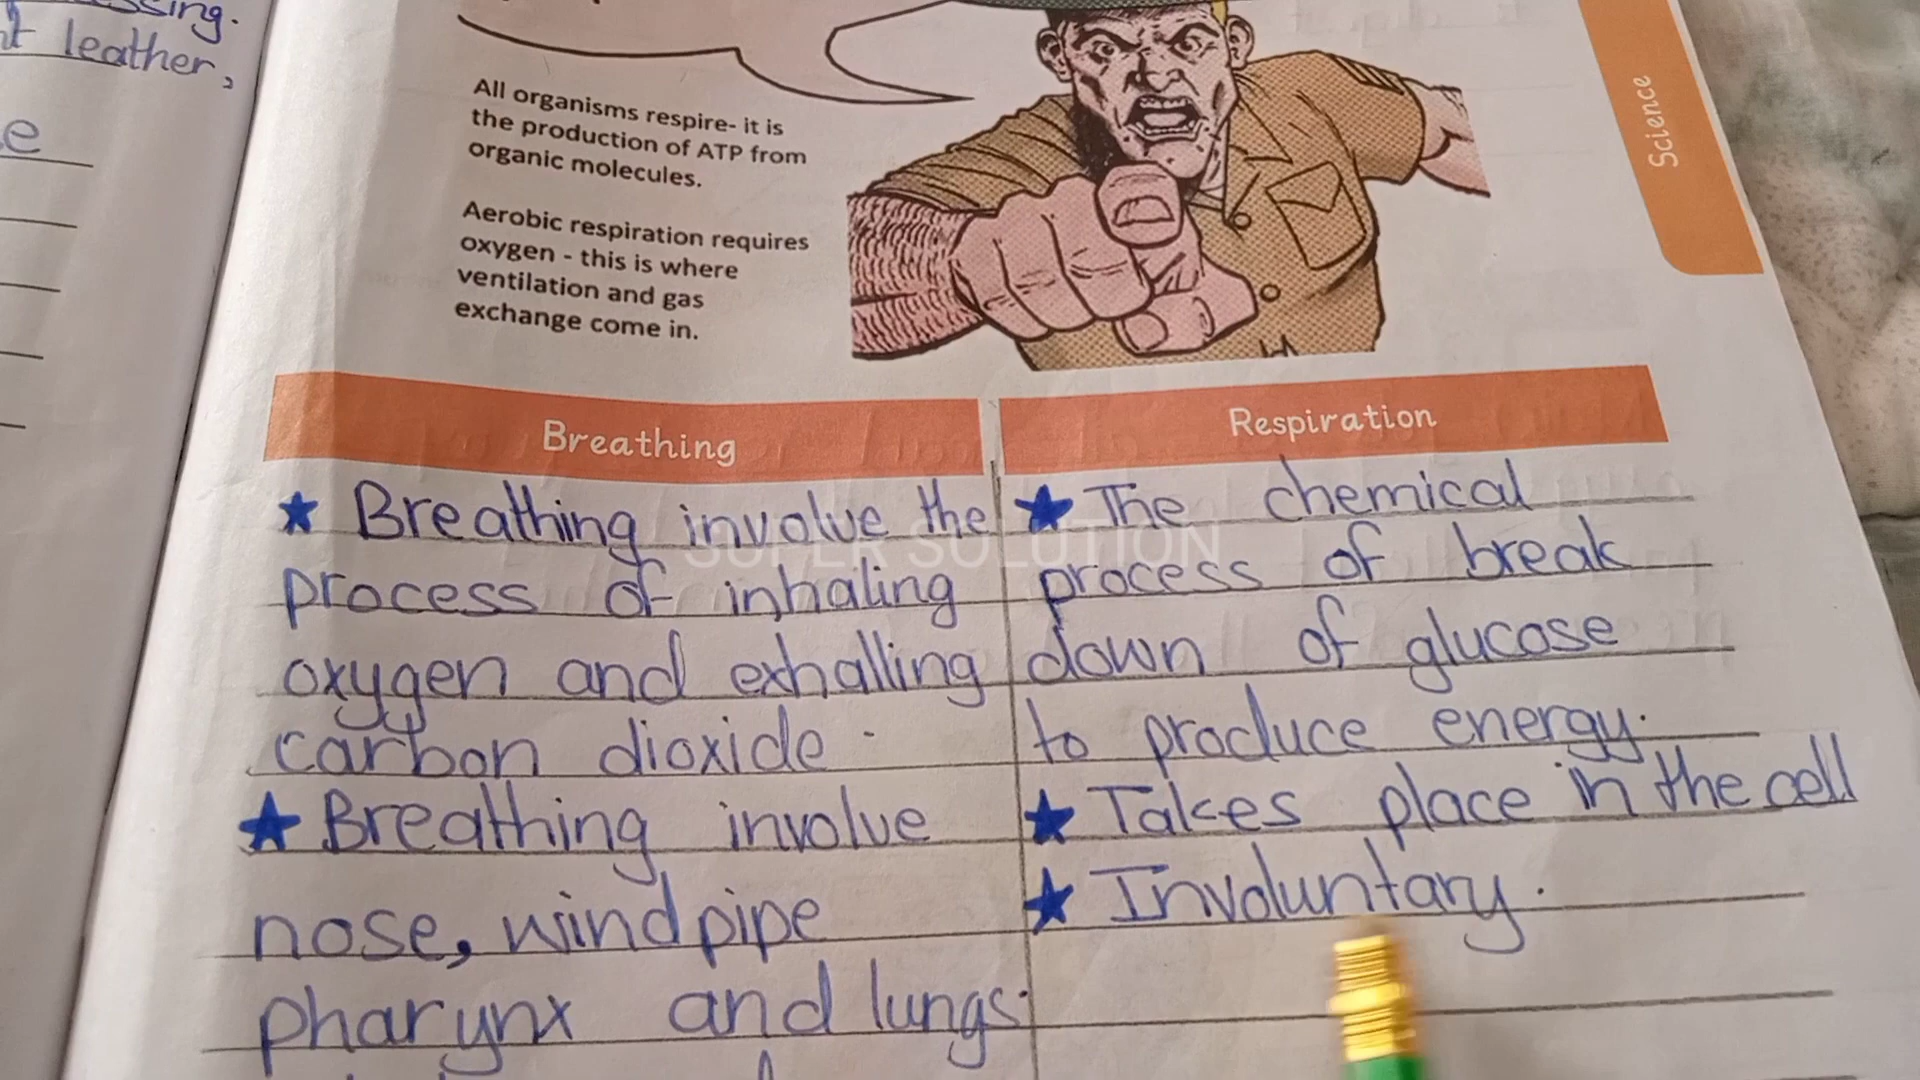 sing.
leather,
e
All organisms respire- it is
the production of ATP from
organic molecules.
Aerobic respiration requires
oxygen - this is where
ventilation and gas
exchange come in.
Science
Breathing
★ Breathing involve the
process of inhaling
oxygen and exhalling
carbon dioxide.
★ Breathing involve
nose, windpipe
pharynx and lungs.
Respiration
★ The chemical
process of break
down of glucose
to produce energy.
★ Takes place in the cell
★ Involuntary.
SUPER SOLUTION